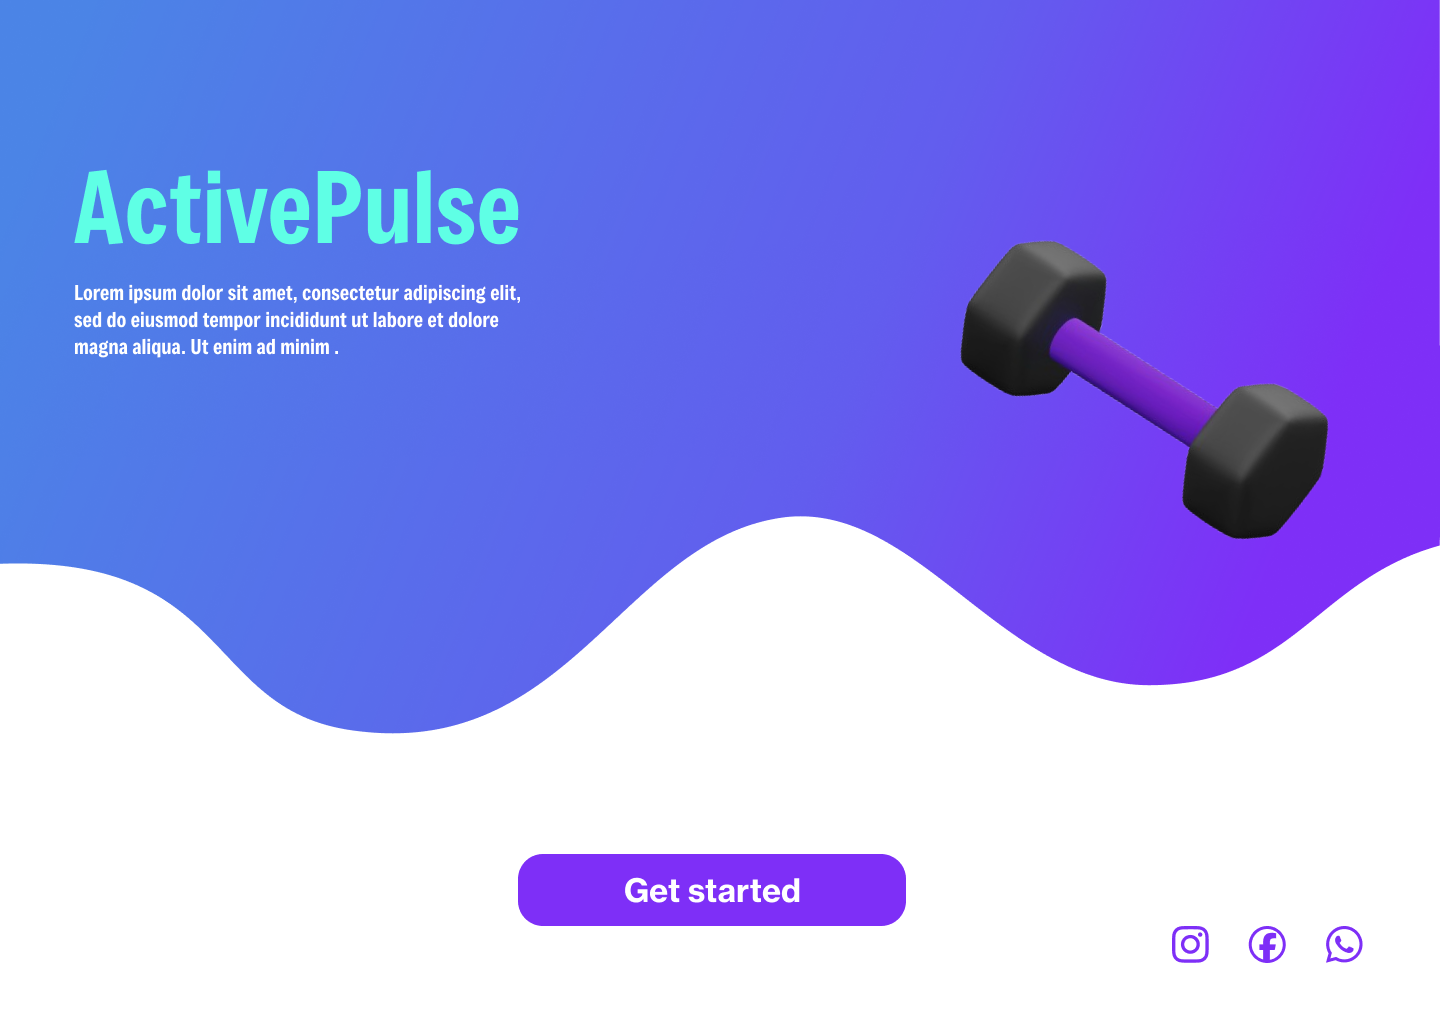 ActivePulse
Lorem ipsum dolor sit amet, consectetur adipiscing elit,
sed do eiusmod tempor incididunt ut labore et dolore
magna aliqua. Ut enim ad minim .
Get started